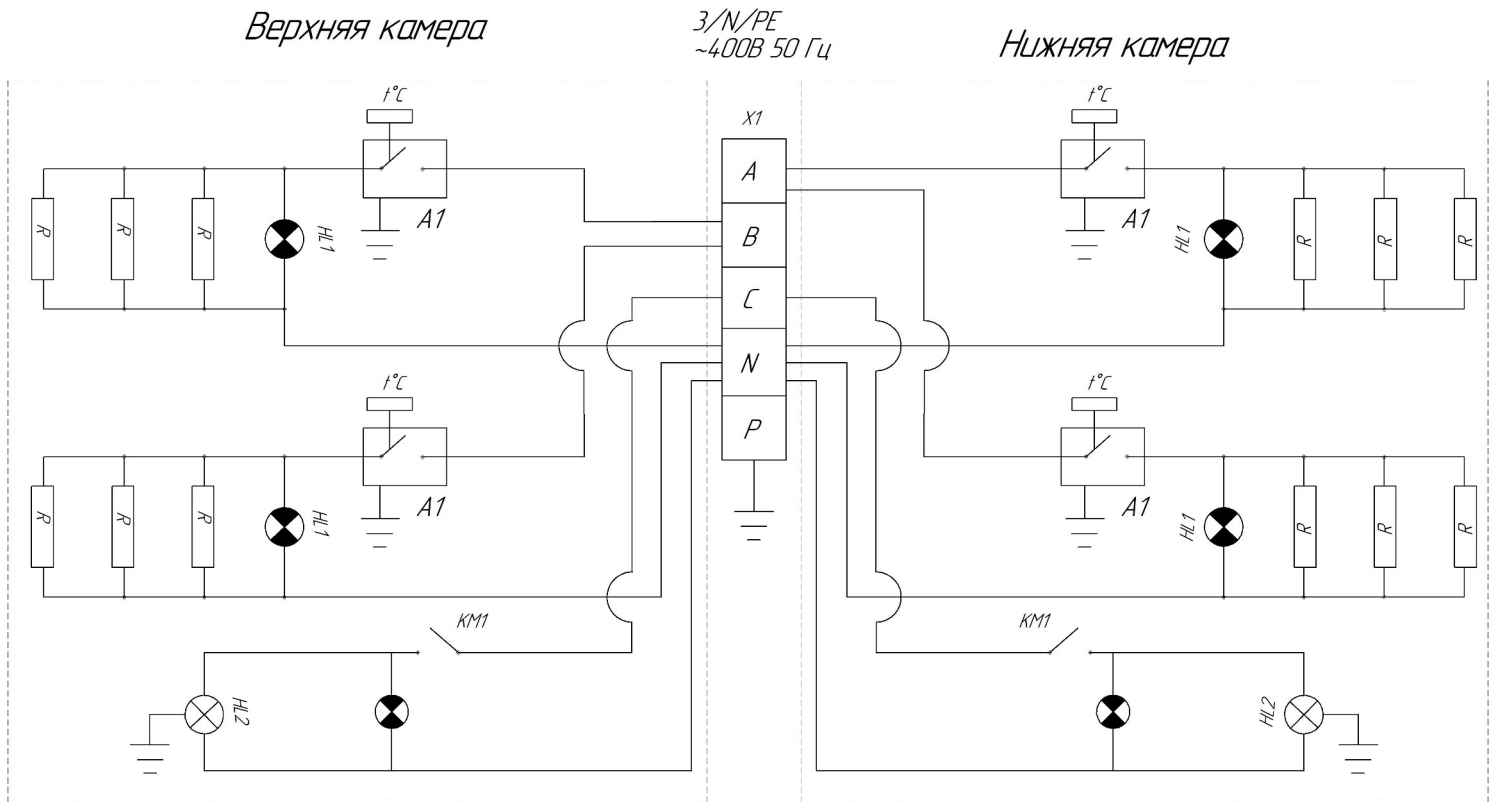 Верхняя камера
3/N/PE
~400В 50 Гц
Нижняя камера
t°C
A1
R
R
R
HL1
t°C
A1
R
R
R
HL1
KM1
HL2
X1
A
B
C
N
P
t°C
A1
HL1
R
R
R
t°C
A1
HL1
R
R
R
KM1
HL2